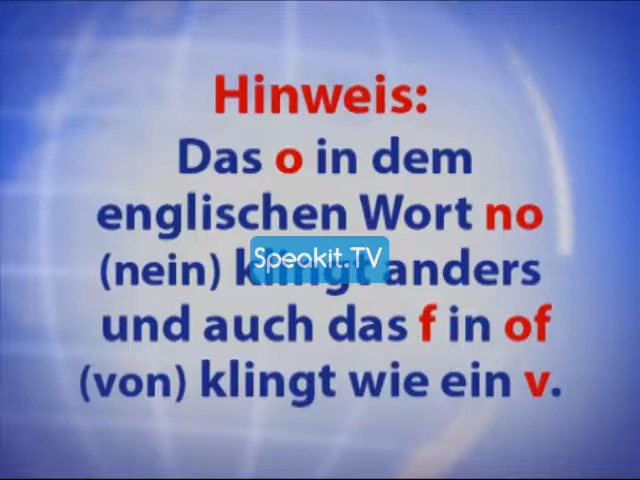 Hinweis:
Das o in dem
englischen Wort no
(nein) klingt anders
Speakit.TV
und auch das f in of
(von) klingt wie ein v.